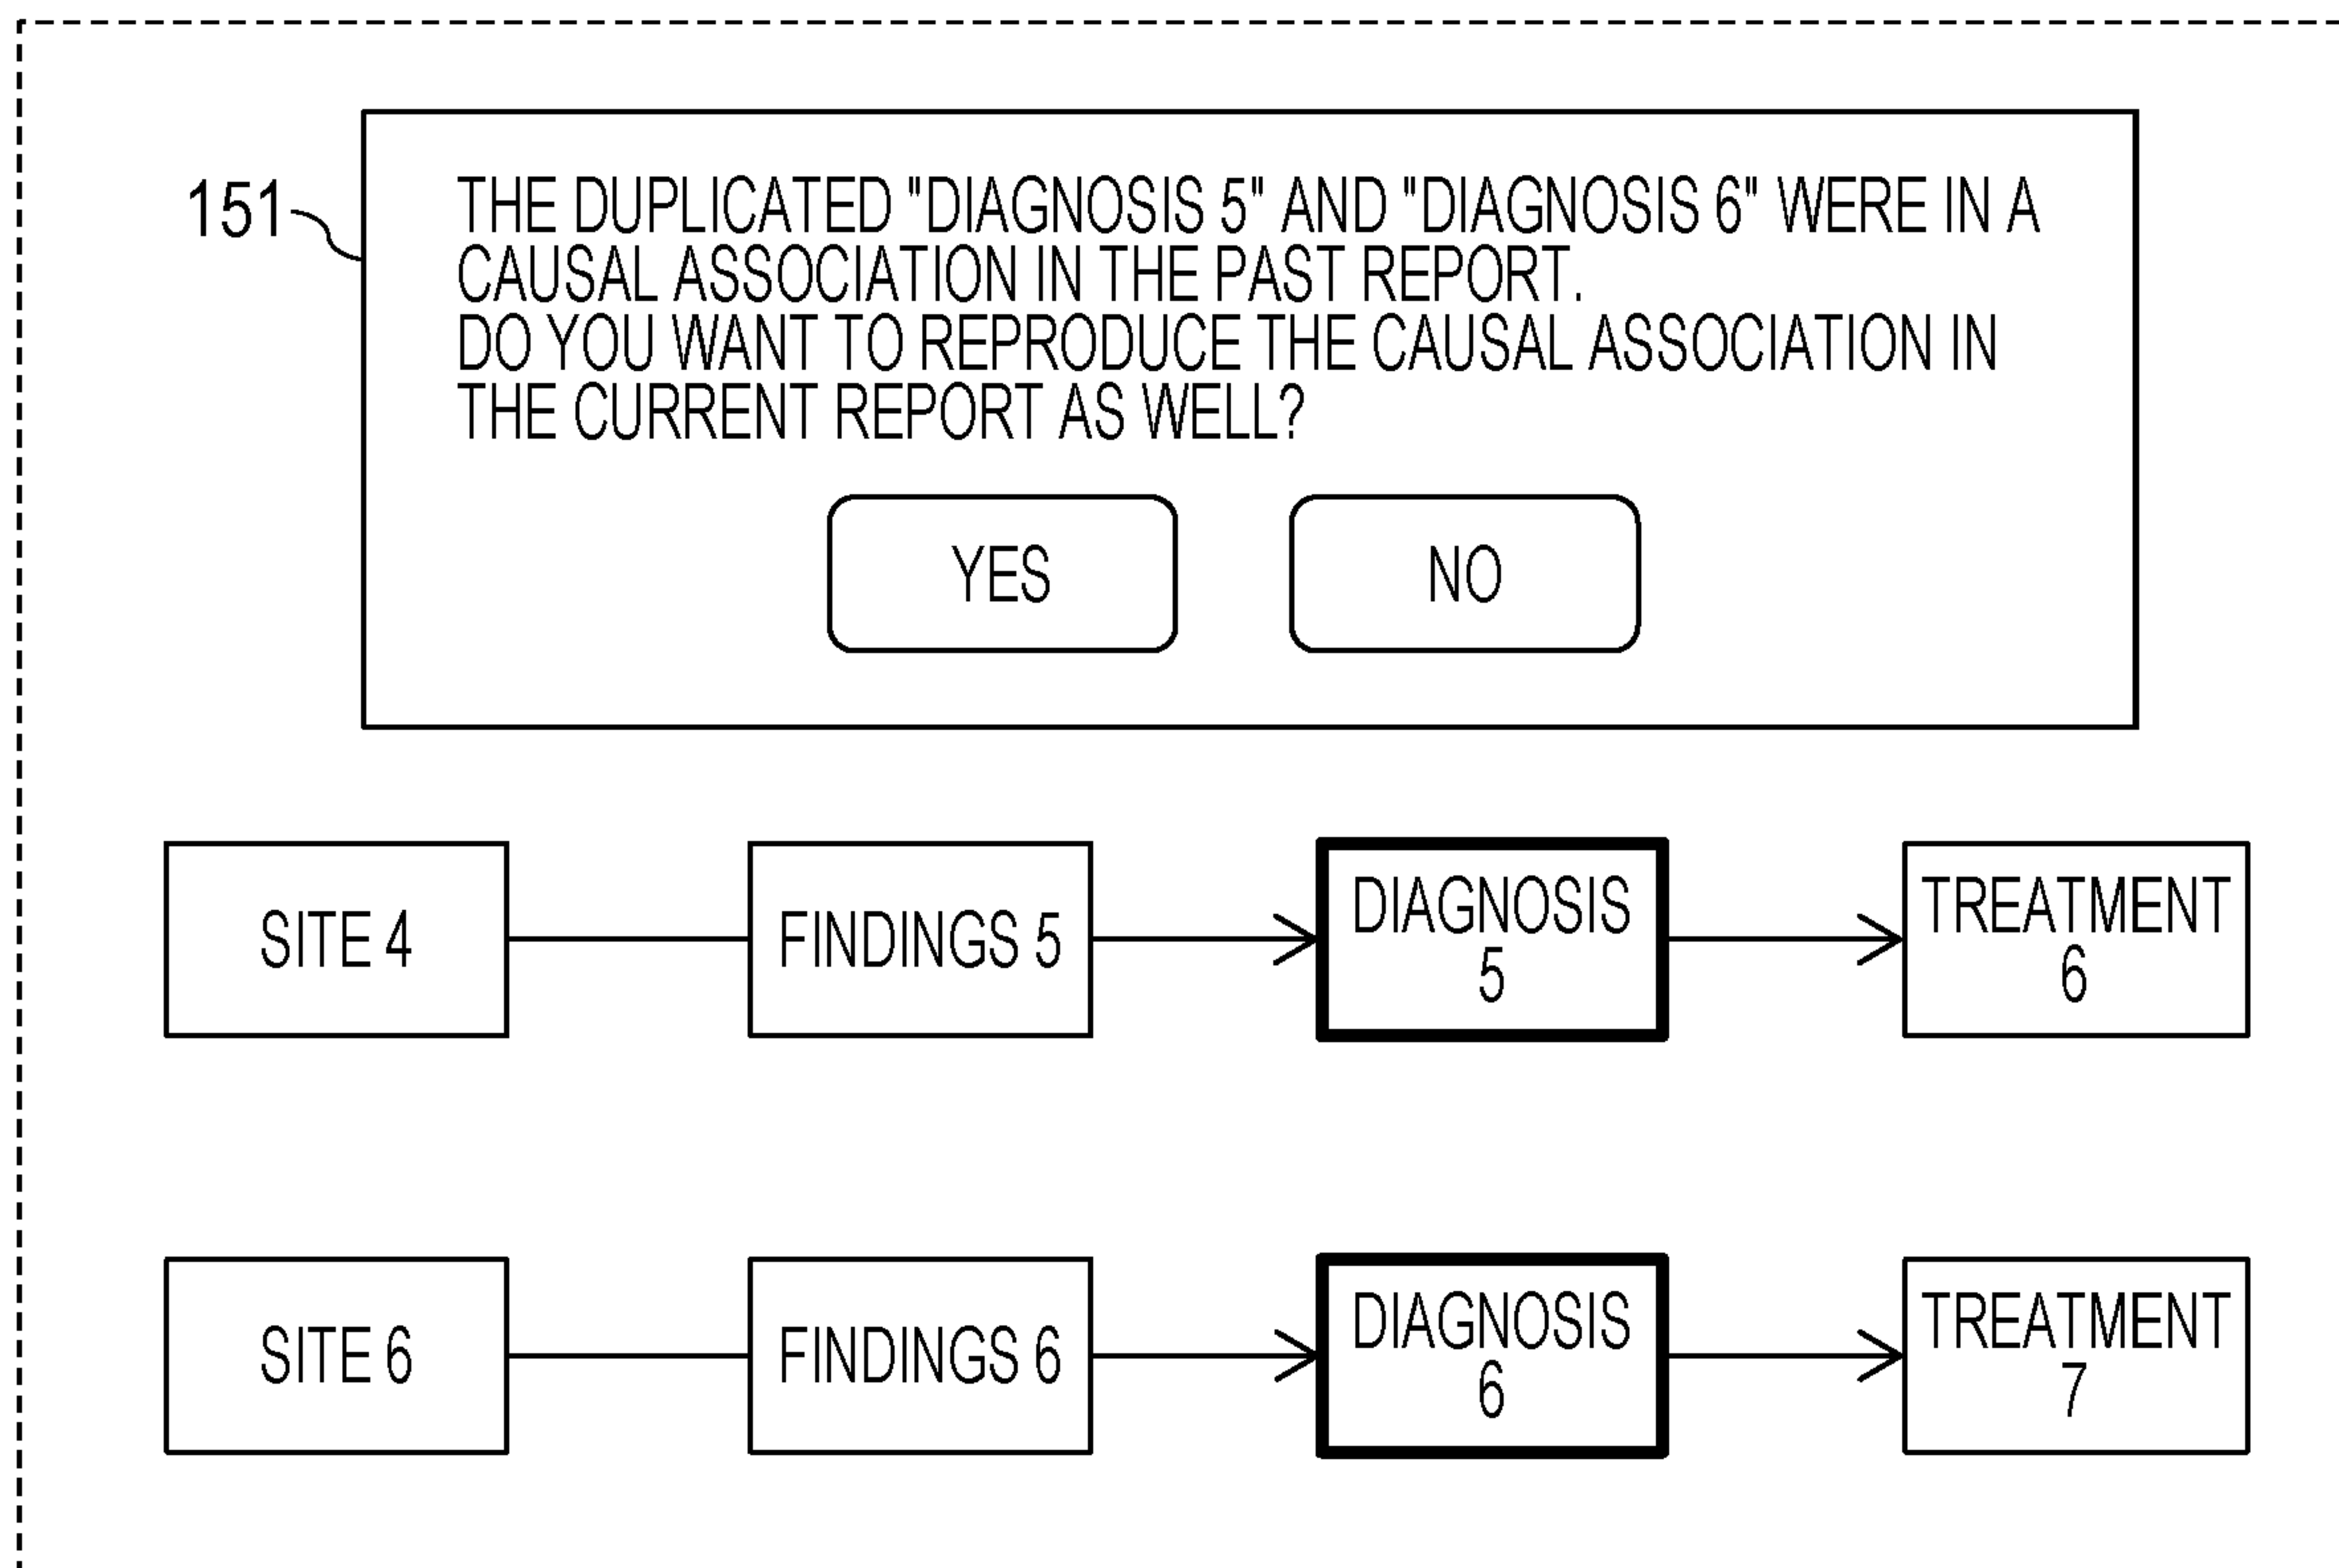 151
THE DUPLICATED "DIAGNOSIS 5" AND "DIAGNOSIS 6" WERE IN A
CAUSAL ASSOCIATION IN THE PAST REPORT.
DO YOU WANT TO REPRODUCE THE CAUSAL ASSOCIATION IN
THE CURRENT REPORT AS WELL?
YES
NO
SITE 4
FINDINGS 5
DIAGNOSIS
5
TREATMENT
6
SITE 6
FINDINGS 6
DIAGNOSIS
6
TREATMENT
7